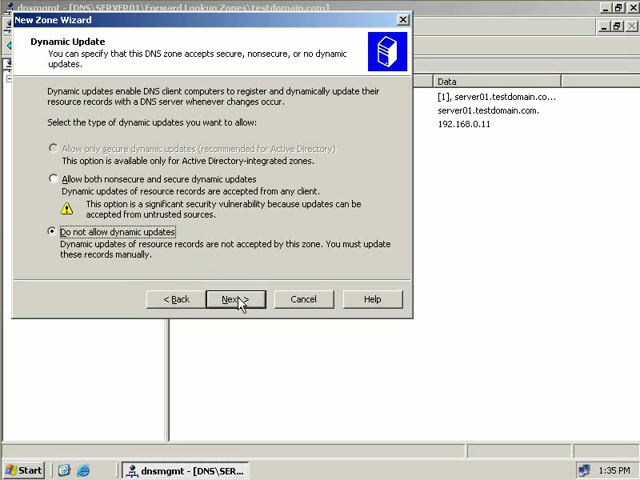 dnsmgmt - [DNS\SERVER01\Forward Lookup Zones\testdomain.com]
New Zone Wizard
Dynamic Update
You can specify that this DNS zone accepts secure, nonsecure, or no dynamic
updates.
Data
Dynamic updates enable DNS client computers to register and dynamically update their
resource records with a DNS server whenever changes occur.
[1], server01.testdomain.co...
server01.testdomain.com.
192.168.0.11
Select the type of dynamic updates you want to allow:
Allow only secure dynamic updates (recommended for Active Directory)
This option is available only for Active Directory-integrated zones.
Allow both nonsecure and secure dynamic updates
Dynamic updates of resource records are accepted from any client.
This option is a significant security vulnerability because updates can be
accepted from untrusted sources.
Do not allow dynamic updates
Dynamic updates of resource records are not accepted by this zone. You must update
these records manually.
< Back
Next >
Cancel
Help
Start
dnsmgmt - [DNS\SER...
1:35 PM